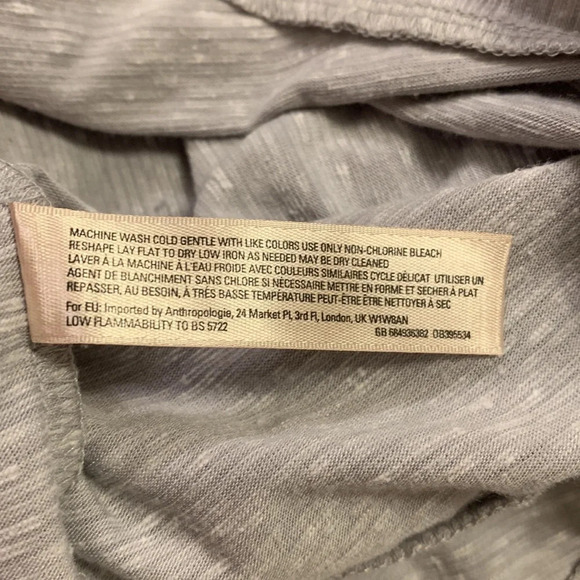 MACHINE WASH COLD GENTLE WITH LIKE COLORS USE ONLY NON-CHLORINE BLEACH
RESHAPE LAY FLAT TO DRY LOW IRON AS NEEDED MAY BE DRY CLEANED
LAVER À LA MACHINE À L'EAU FROIDE AVEC COULEURS SIMILAIRES CYCLE DÉLICAT UTILISER UN
AGENT DE BLANCHIMENT SANS CHLORE SI NÉCESSAIRE METTRE EN FORME ET SÉCHER À PLAT
REPASSER, AU BESOIN, À TRÈS BASSE TEMPÉRATURE PEUT-ÊTRE ÊTRE NETTOYER À SEC
For EU: Imported by Anthropologie, 24 Market Pl, 3rd Fl, London, UK W1W8AN
LOW FLAMMABILITY TO BS 5722 GB 684936382 OB395534